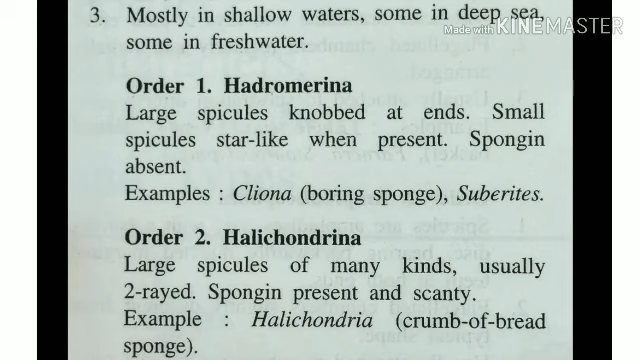 3. Mostly in shallow waters, some in deep sea,
some in freshwater.
Made with KINEMASTER
Order 1. Hadromerina
Large spicules knobbed at ends. Small
spicules star-like when present. Spongin
absent.
Examples : Cliona (boring sponge), Suberites.
Order 2. Halichondrina
Large spicules of many kinds, usually
2-rayed. Spongin present and scanty.
Example : Halichondria (crumb-of-bread
sponge).